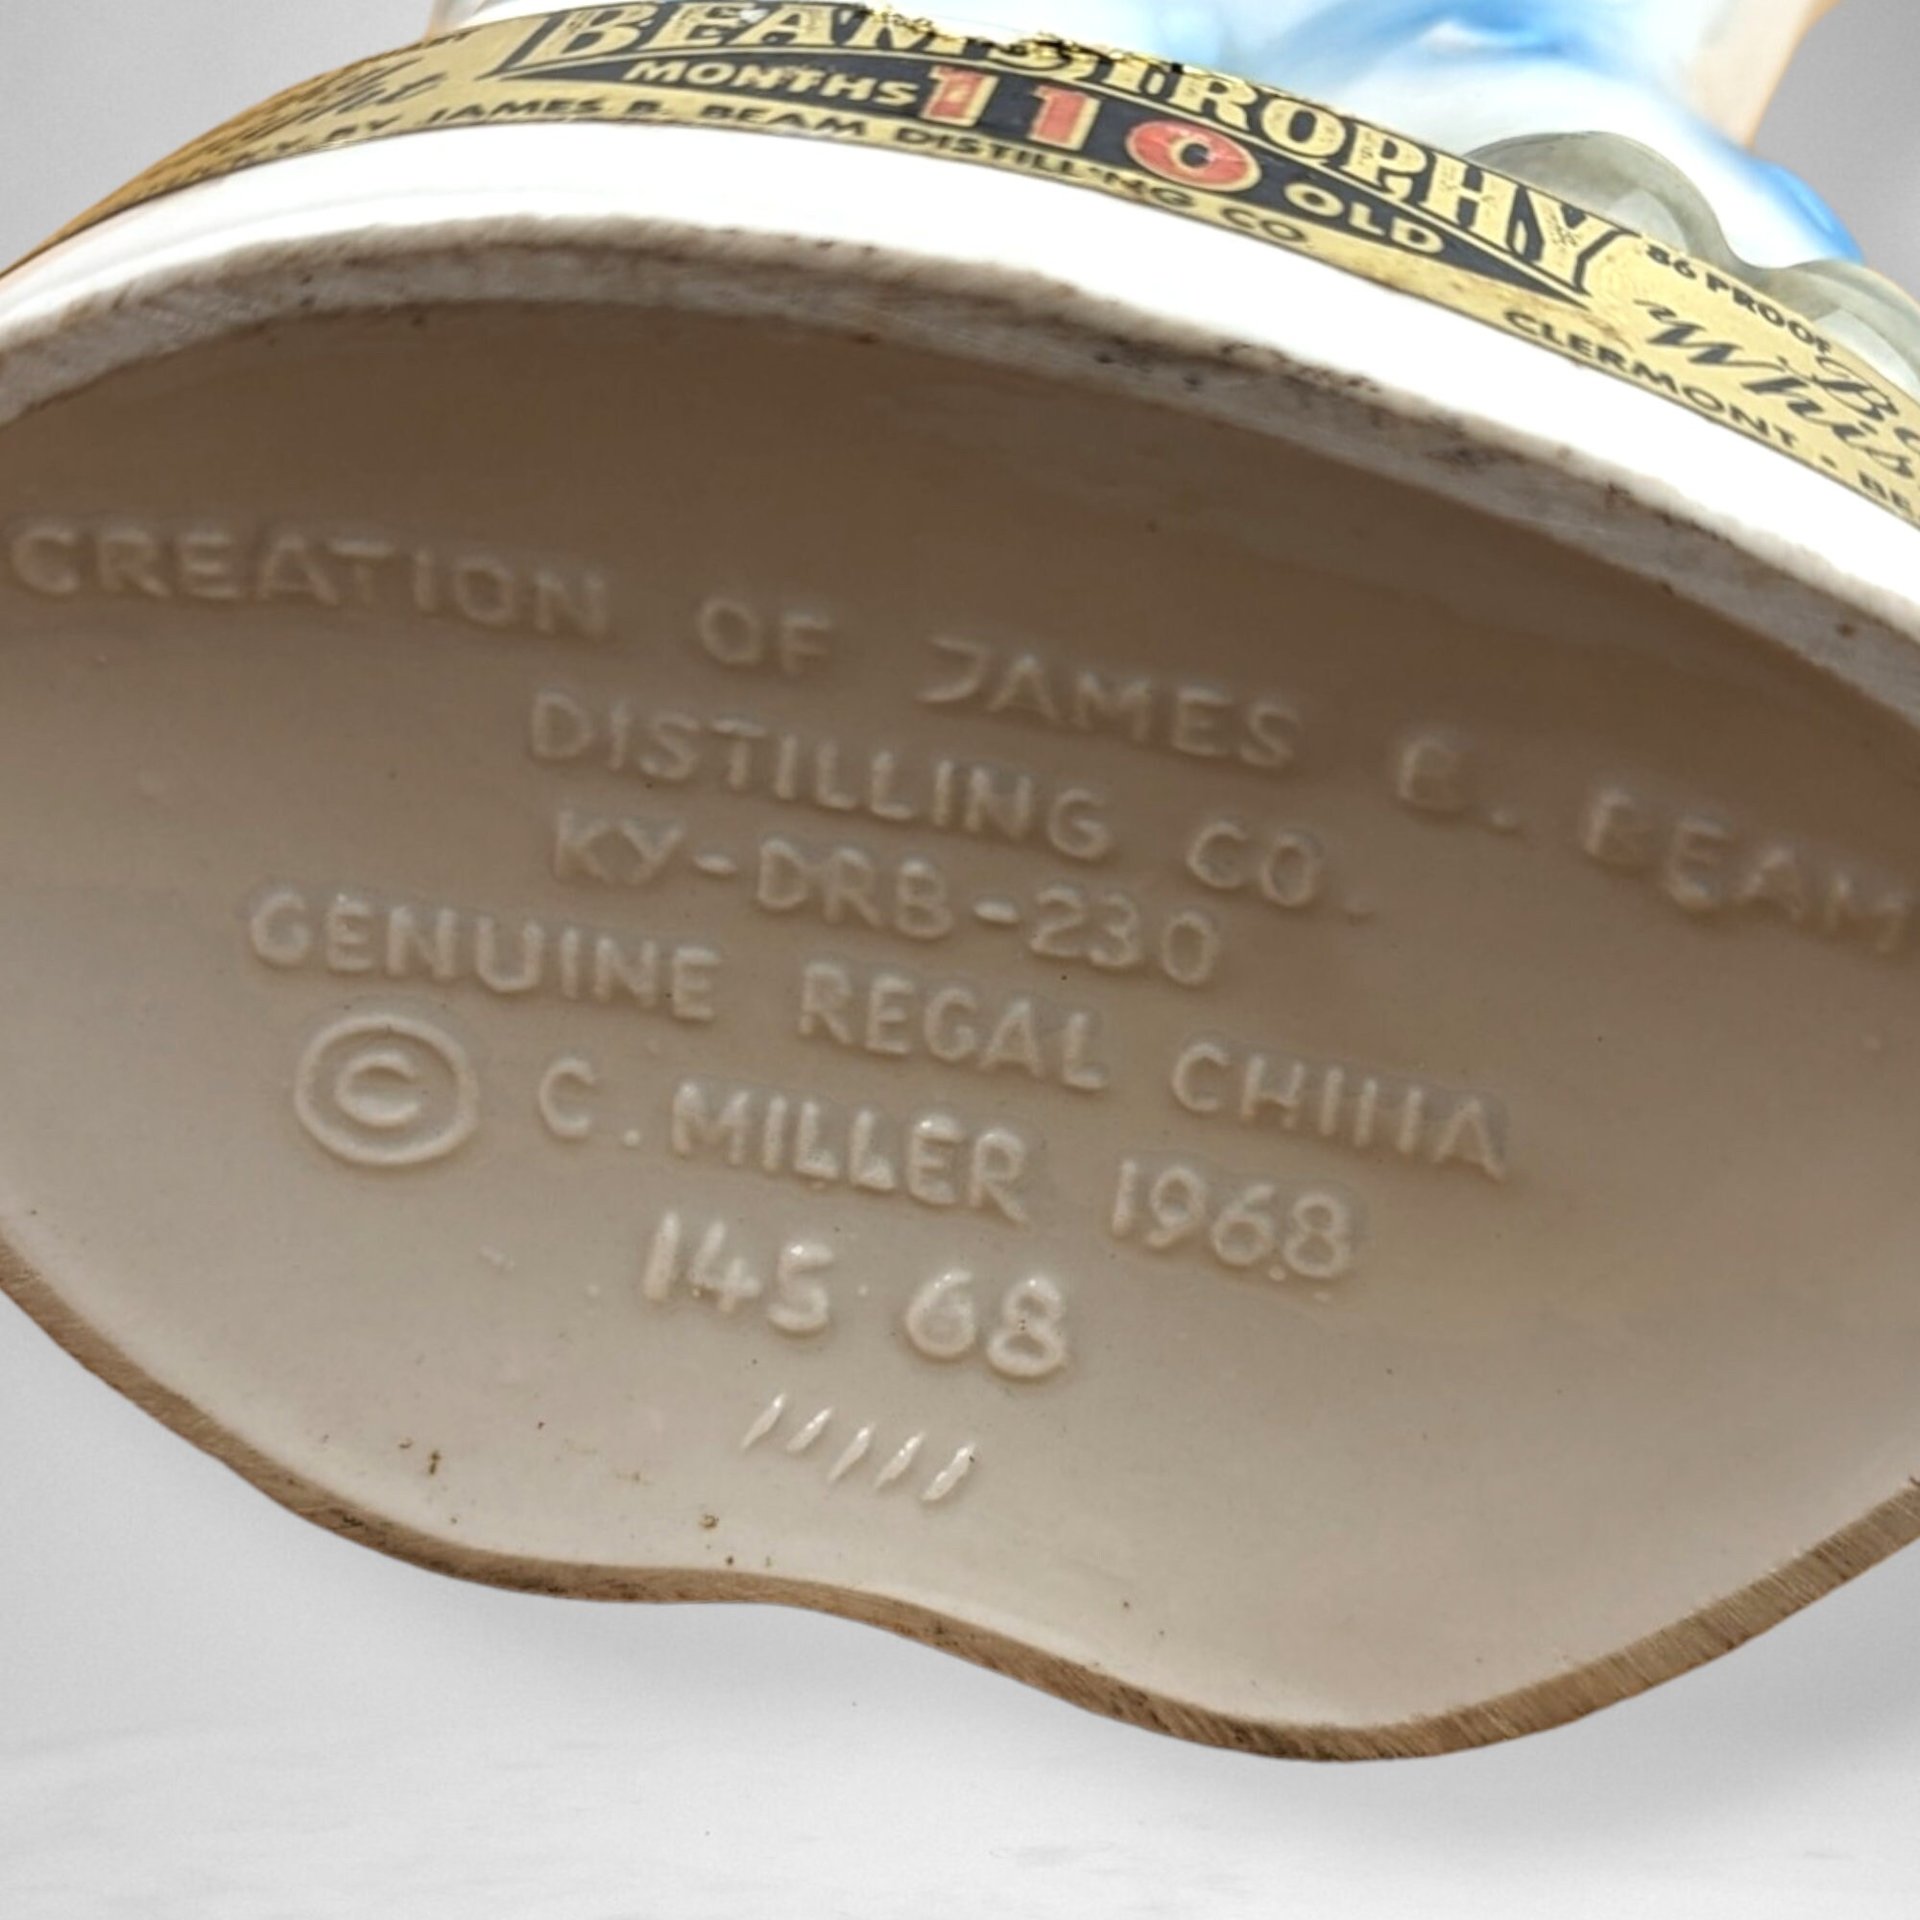 BEAM'S TROPHY
MONTHS 110 OLD
86 PROOF
BY JAMES B. BEAM DISTILLING CO.
CLERMONT · BE
CREATION OF JAMES B. BEAM
DISTILLING CO.
KY-DRB-230
GENUINE REGAL CHINA
© C. MILLER 1968
145 68